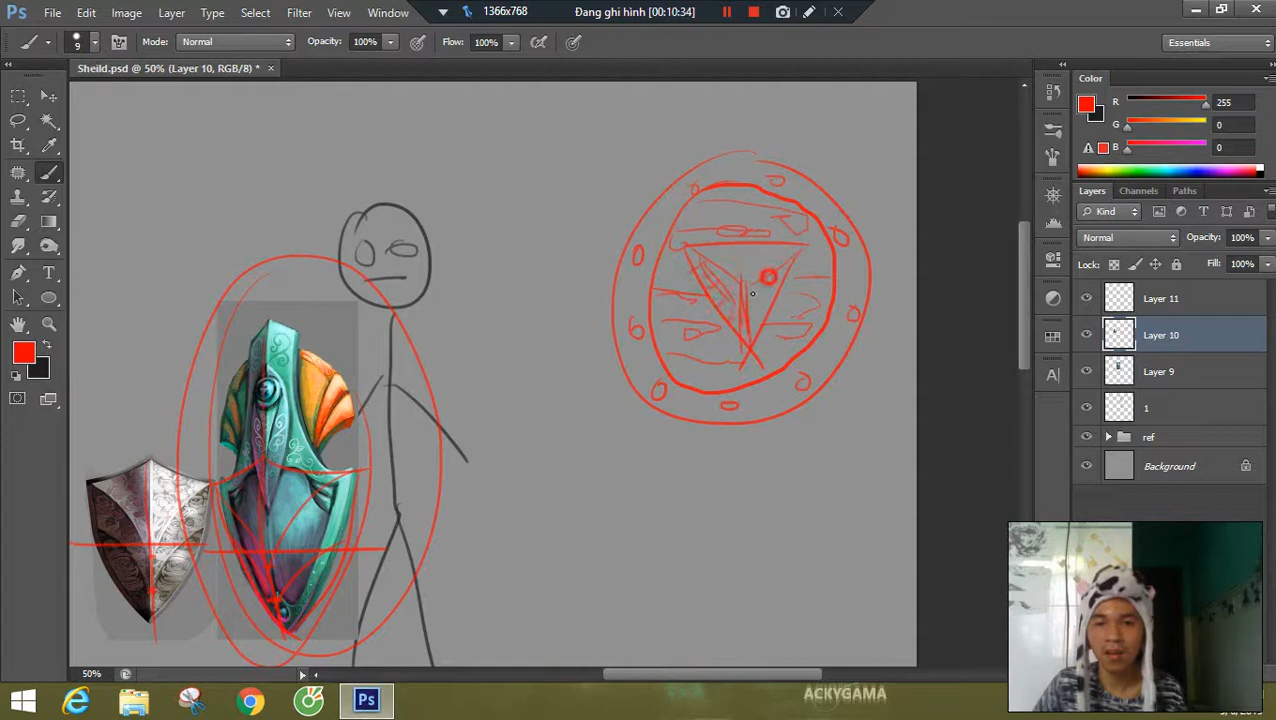 Ps File Edit Image Layer Type Select Filter View Window
1366x768 Đang ghi hình [00:10:34]
9 Mode: Normal Opacity: 100% Flow: 100% Essentials
Sheild.psd @ 50% (Layer 10, RGB/8) * ×
Color
R 255
G 0
B 0
Layers Channels Paths
Kind
Normal Opacity: 100%
Lock: Fill: 100%
Layer 11
Layer 10
Layer 9
1
ref
Background
50%
ACKYGAMA
Ps